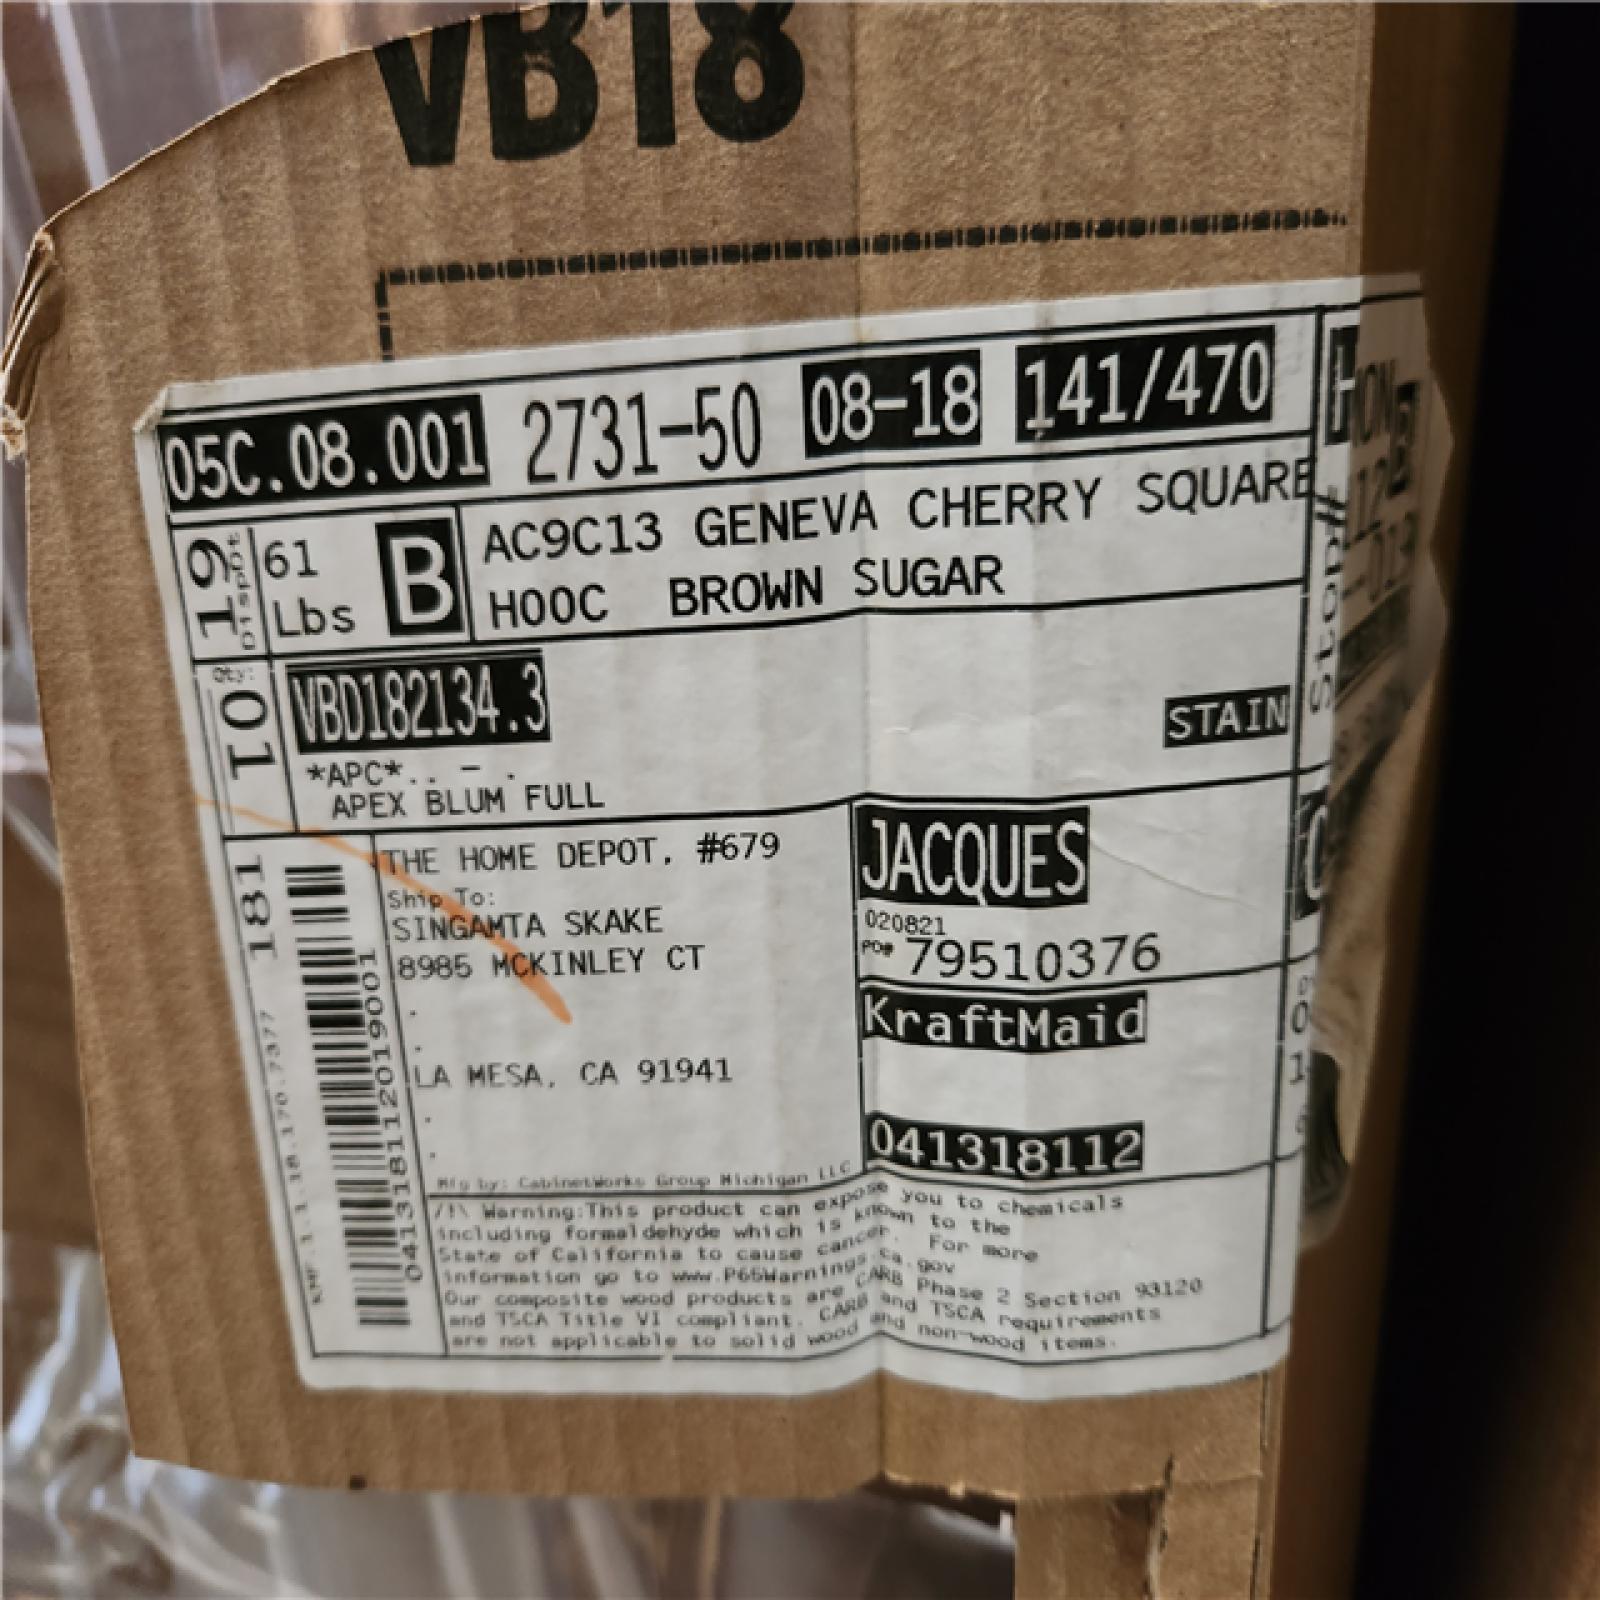 VB18
05C.08.001 2731-50 08-18 141/470
19 Dispot
61 Lbs
B
AC9C13 GENEVA CHERRY SQUARE
H00C BROWN SUGAR
Qty:
10
VBD182134.3
STAIN
*APC*.. - .
APEX BLUM FULL
181
THE HOME DEPOT, #679
Ship To:
SINGAMTA SKAKE
8985 MCKINLEY CT
.
.
LA MESA, CA 91941
.
.
041318112019001
JACQUES
020821
PO# 79510376
KraftMaid
041318112
Mfg by: CabinetWorks Group Michigan LLC
/!\ Warning:This product can expose you to chemicals
including formaldehyde which is known to the
State of California to cause cancer. For more
information go to www.P65Warnings.ca.gov
Our composite wood products are CARB Phase 2 Section 93120
and TSCA Title VI compliant. CARB and TSCA requirements
are not applicable to solid wood and non-wood items.
Stop#